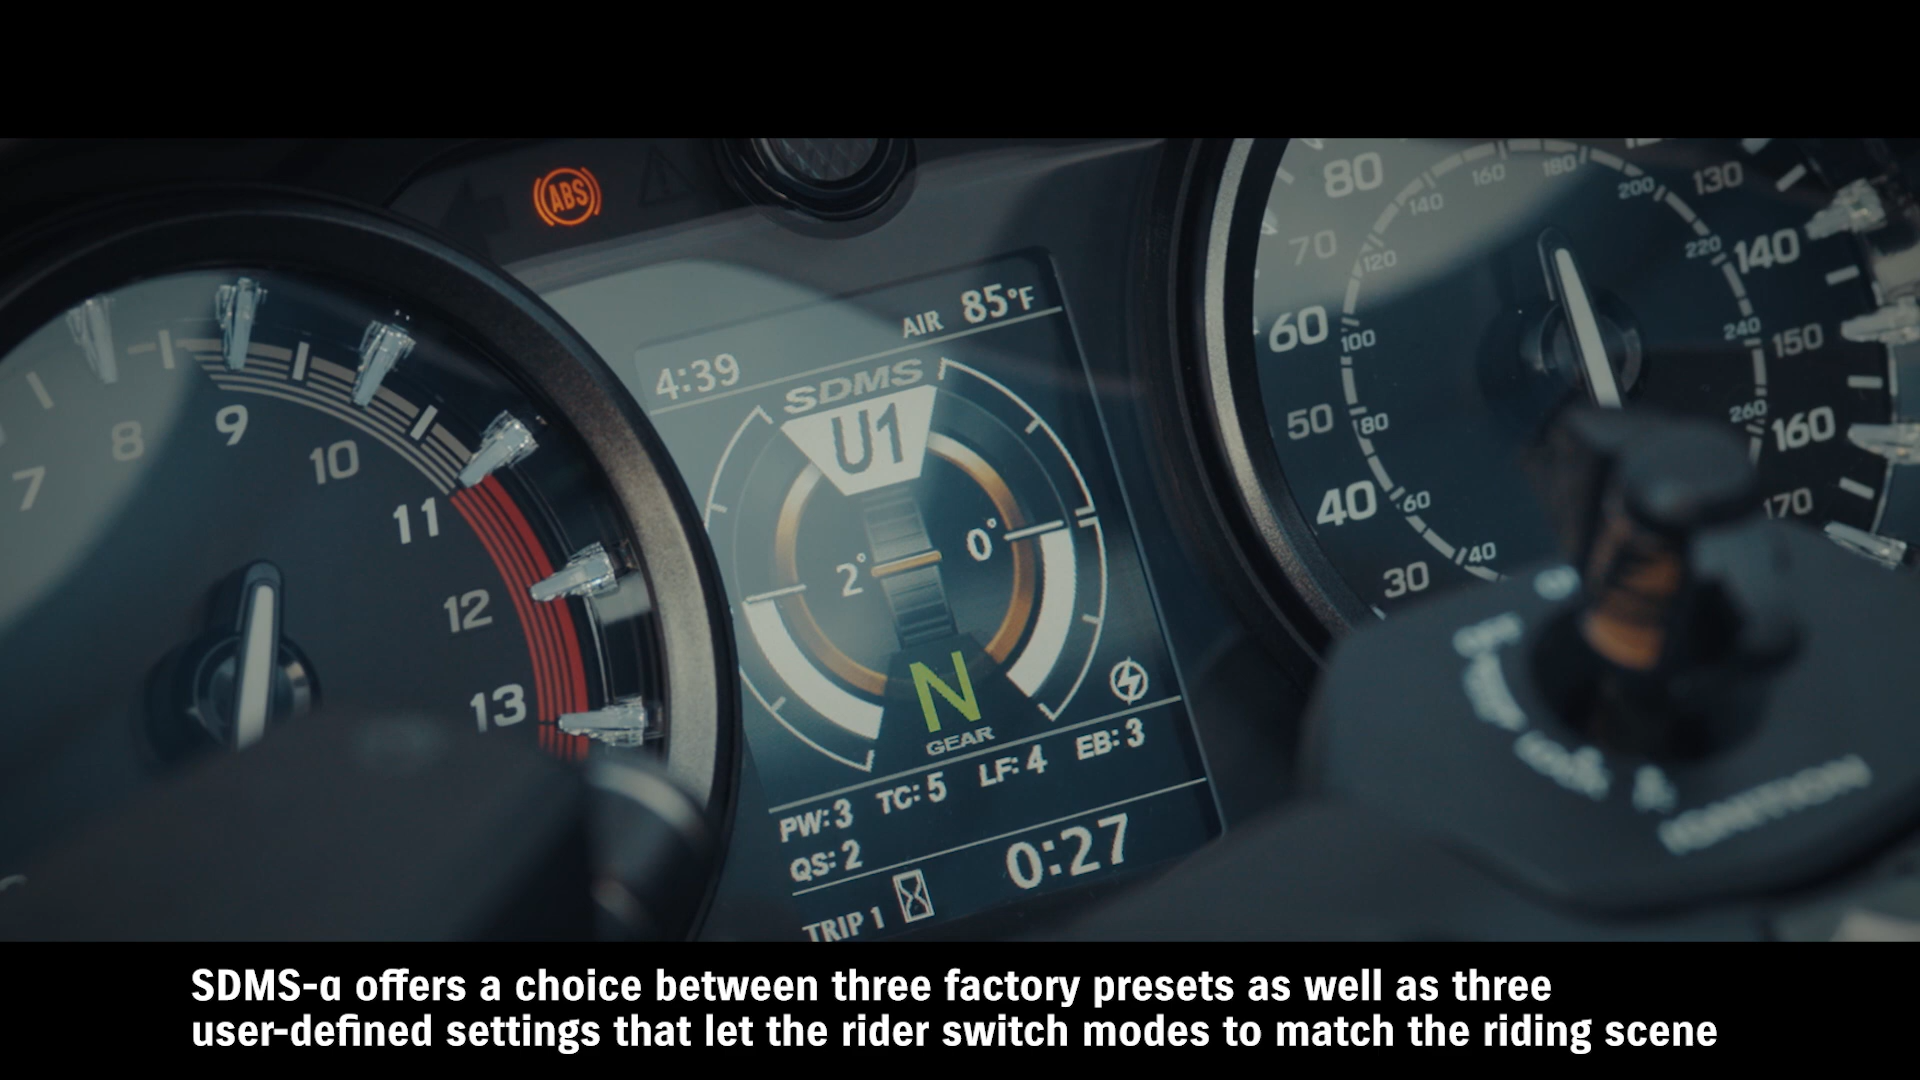 ABS
4:39
AIR 85°F
SDMS
U1
2° 0°
N
GEAR
PW: 3 TC: 5 LF: 4 EB: 3
QS: 2
TRIP 1 0:27
7
8
9
10
11
12
13
30
40
50
60
70
80
130
140
150
160
170
40
60
80
100
120
140
160
180
200
220
240
260
IGNITION
SDMS-α offers a choice between three factory presets as well as three
user-defined settings that let the rider switch modes to match the riding scene